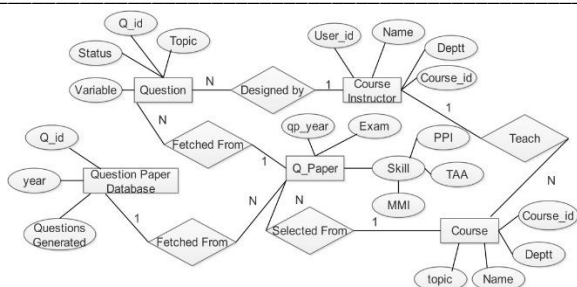 Q_id
Topic
Status
Variable
Question
N
Designed by
1
User_id
Name
Deptt
Course_id
Course
Instructor
N
Fetched From
1
qp_year
Exam
Q_Paper
Skill
PPI
TAA
MMI
1
Teach
N
Q_id
year
Question Paper
Database
Questions
Generated
1
Fetched From
N
N
Selected From
1
Course
Course_id
Deptt
topic
Name